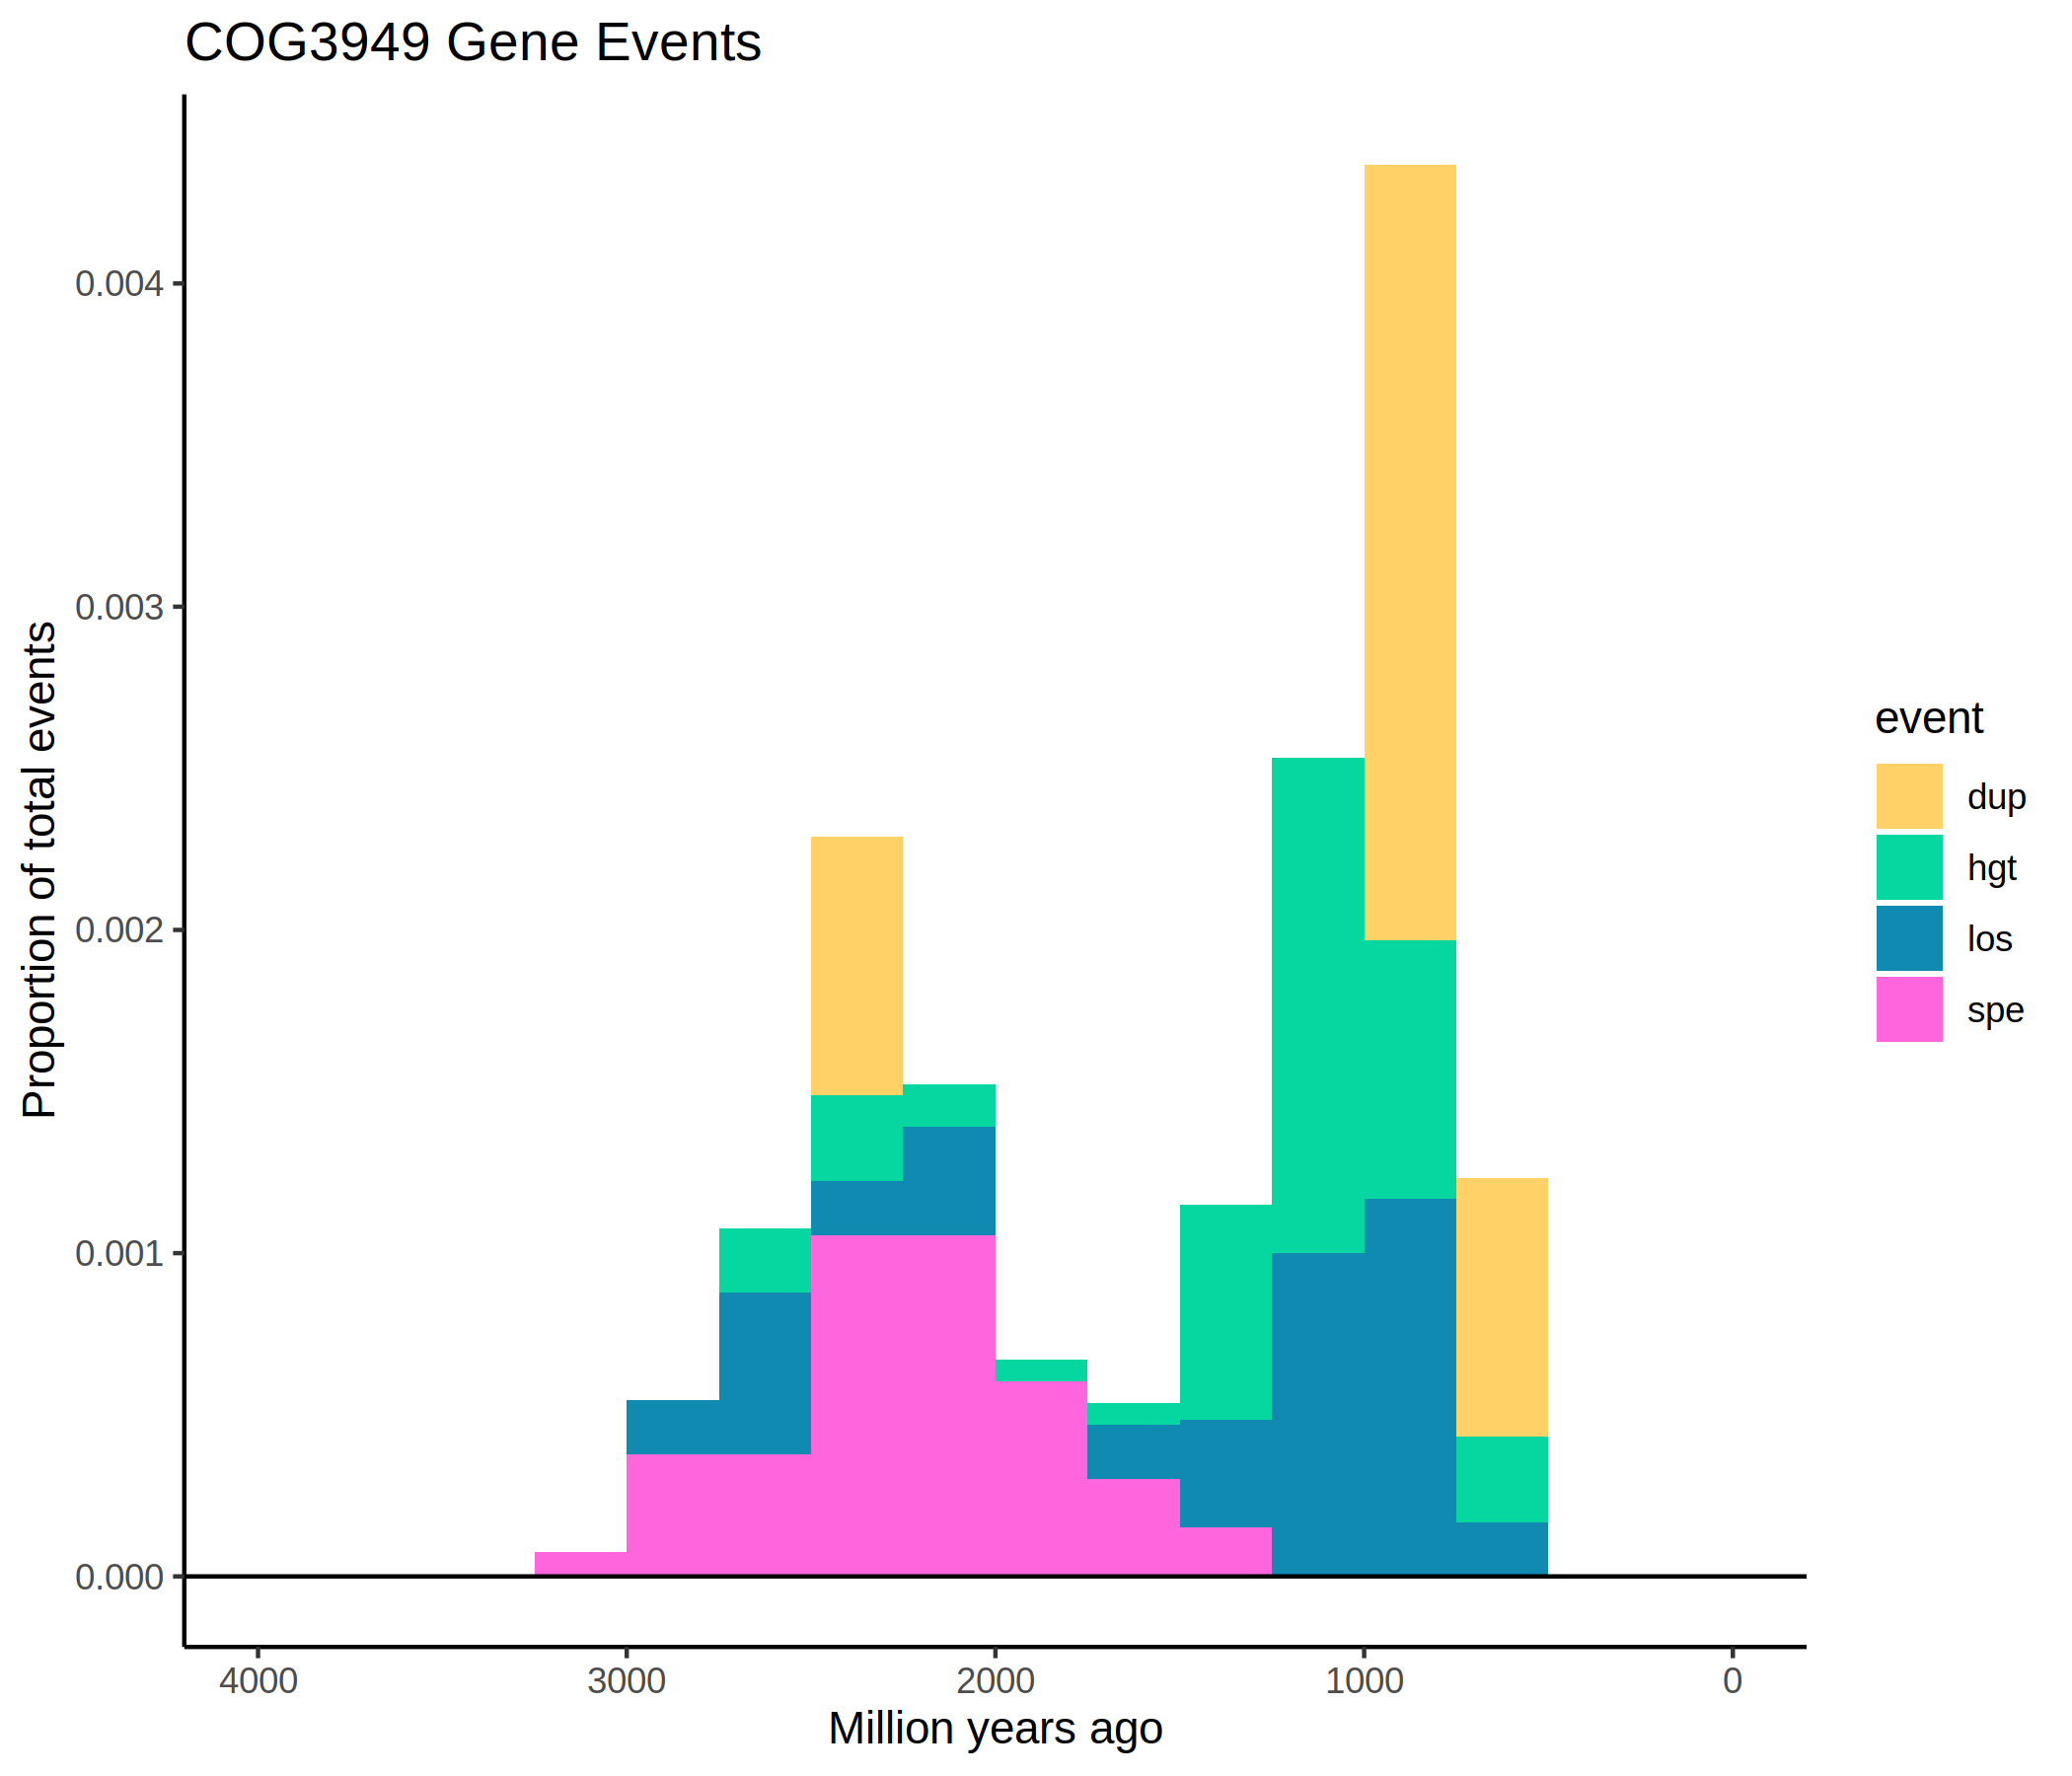 COG3949 Gene Events
Proportion of total events
0.004
0.003
0.002
0.001
0.000
4000 3000 2000 1000 0
Million years ago
event
dup
hgt
los
spe